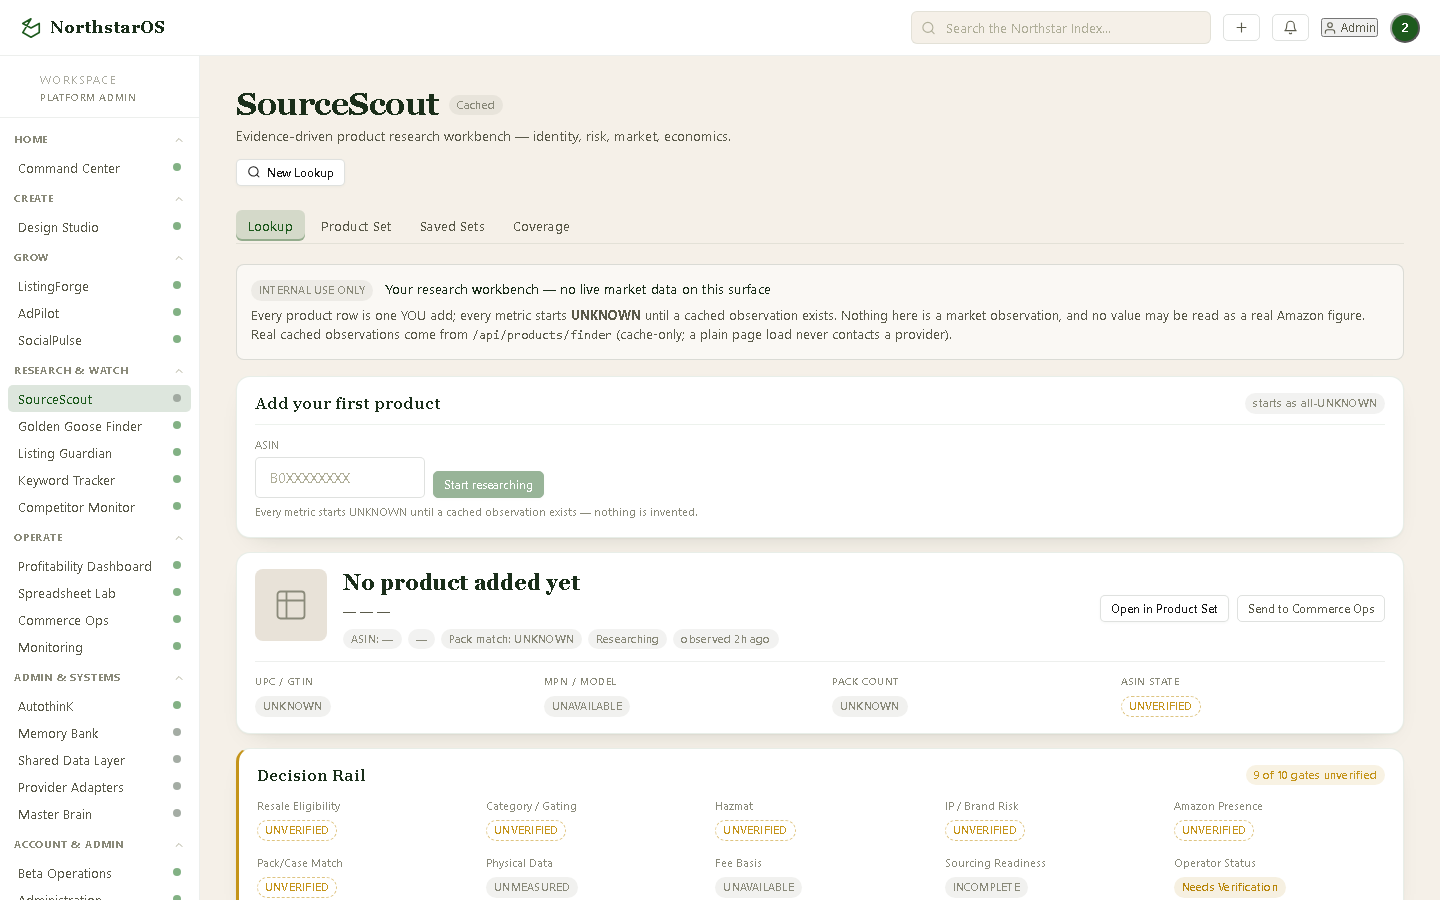 NorthstarOS
Search the Northstar Index...
Admin
2
WORKSPACE
PLATFORM ADMIN
HOME
Command Center
CREATE
Design Studio
GROW
ListingForge
AdPilot
SocialPulse
RESEARCH & WATCH
SourceScout
Golden Goose Finder
Listing Guardian
Keyword Tracker
Competitor Monitor
OPERATE
Profitability Dashboard
Spreadsheet Lab
Commerce Ops
Monitoring
ADMIN & SYSTEMS
AutothinK
Memory Bank
Shared Data Layer
Provider Adapters
Master Brain
ACCOUNT & ADMIN
Beta Operations
Administration
SourceScout Cached
Evidence-driven product research workbench — identity, risk, market, economics.
New Lookup
Lookup Product Set Saved Sets Coverage
INTERNAL USE ONLY Your research workbench — no live market data on this surface
Every product row is one YOU add; every metric starts UNKNOWN until a cached observation exists. Nothing here is a market observation, and no value may be read as a real Amazon figure.
Real cached observations come from /api/products/finder (cache-only; a plain page load never contacts a provider).
Add your first product starts as all-UNKNOWN
ASIN
B0XXXXXXXX Start researching
Every metric starts UNKNOWN until a cached observation exists — nothing is invented.
No product added yet
— — —
ASIN: — — Pack match: UNKNOWN Researching observed 2h ago
Open in Product Set Send to Commerce Ops
UPC / GTIN MPN / MODEL PACK COUNT ASIN STATE
UNKNOWN UNAVAILABLE UNKNOWN UNVERIFIED
Decision Rail 9 of 10 gates unverified
Resale Eligibility Category / Gating Hazmat IP / Brand Risk Amazon Presence
UNVERIFIED UNVERIFIED UNVERIFIED UNVERIFIED UNVERIFIED
Pack/Case Match Physical Data Fee Basis Sourcing Readiness Operator Status
UNVERIFIED UNMEASURED UNAVAILABLE INCOMPLETE Needs Verification